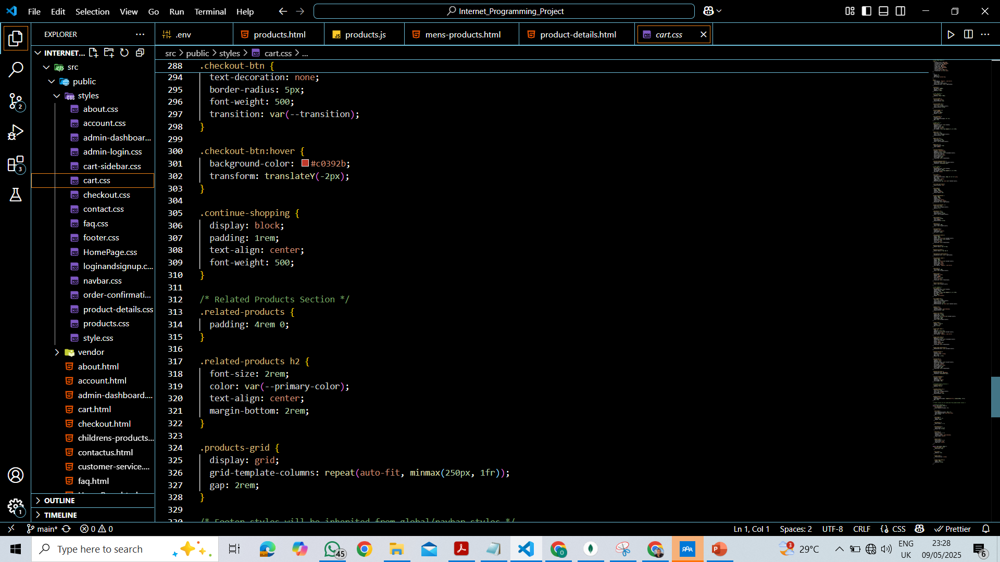 File Edit Selection View Go Run Terminal Help
Internet_Programming_Project
EXPLORER
.env
products.html
products.js
mens-products.html
product-details.html
cart.css
INTERNET...
src > public > styles > cart.css > ...
src
public
styles
about.css
account.css
admin-dashboar...
admin-login.css
cart-sidebar.css
cart.css
checkout.css
contact.css
faq.css
footer.css
HomePage.css
loginandsignup.c...
navbar.css
order-confirmati...
product-details.css
products.css
style.css
vendor
about.html
account.html
admin-dashboard....
cart.html
checkout.html
childrens-products...
contactus.html
customer-service....
faq.html
OUTLINE
TIMELINE
2
3
1
288 .checkout-btn {
294 text-decoration: none;
295 border-radius: 5px;
296 font-weight: 500;
297 transition: var(--transition);
298 }
299
300 .checkout-btn:hover {
301 background-color: #c0392b;
302 transform: translateY(-2px);
303 }
304
305 .continue-shopping {
306 display: block;
307 padding: 1rem;
308 text-align: center;
309 font-weight: 500;
310 }
311
312 /* Related Products Section */
313 .related-products {
314 padding: 4rem 0;
315 }
316
317 .related-products h2 {
318 font-size: 2rem;
319 color: var(--primary-color);
320 text-align: center;
321 margin-bottom: 2rem;
322 }
323
324 .products-grid {
325 display: grid;
326 grid-template-columns: repeat(auto-fit, minmax(250px, 1fr));
327 gap: 2rem;
328 }
329
330 /* Footer styles will be inherited from global/navbar styles */
main* 0 0
Ln 1, Col 1 Spaces: 2 UTF-8 CRLF CSS Prettier
Type here to search
45
3
29°C
ENG
UK
23:28
09/05/2025
6